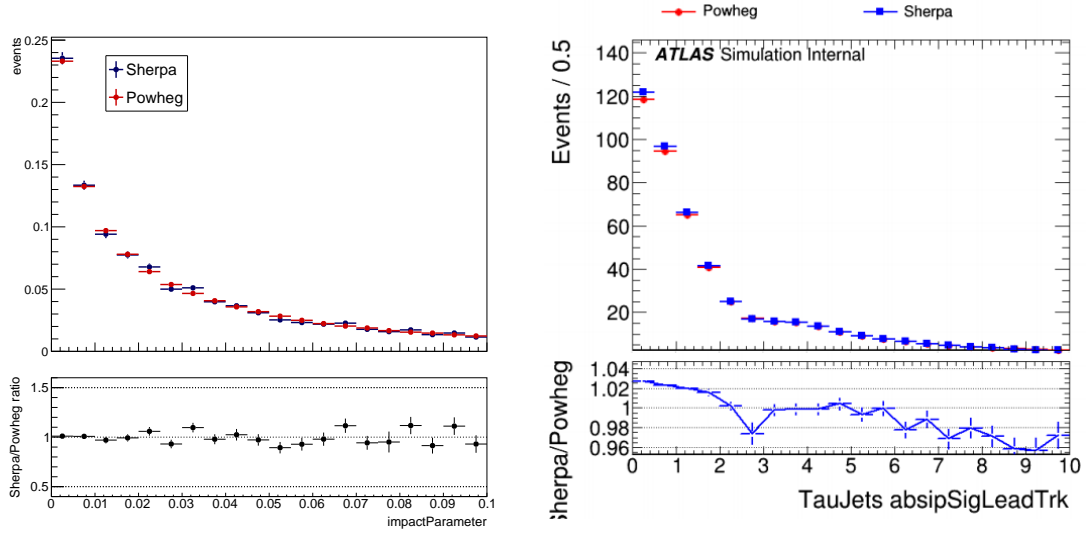 events
0.25
0.2
0.15
0.1
0.05
0
Sherpa
Powheg
Sherpa/Powheg ratio
1.5
1
0.5
0 0.01 0.02 0.03 0.04 0.05 0.06 0.07 0.08 0.09 0.1
impactParameter
Powheg Sherpa
ATLAS Simulation Internal
Events / 0.5
140
120
100
80
60
40
20
Sherpa/Powheg
1.04
1.02
1
0.98
0.96
0 1 2 3 4 5 6 7 8 9 10
TauJets absipSigLeadTrk